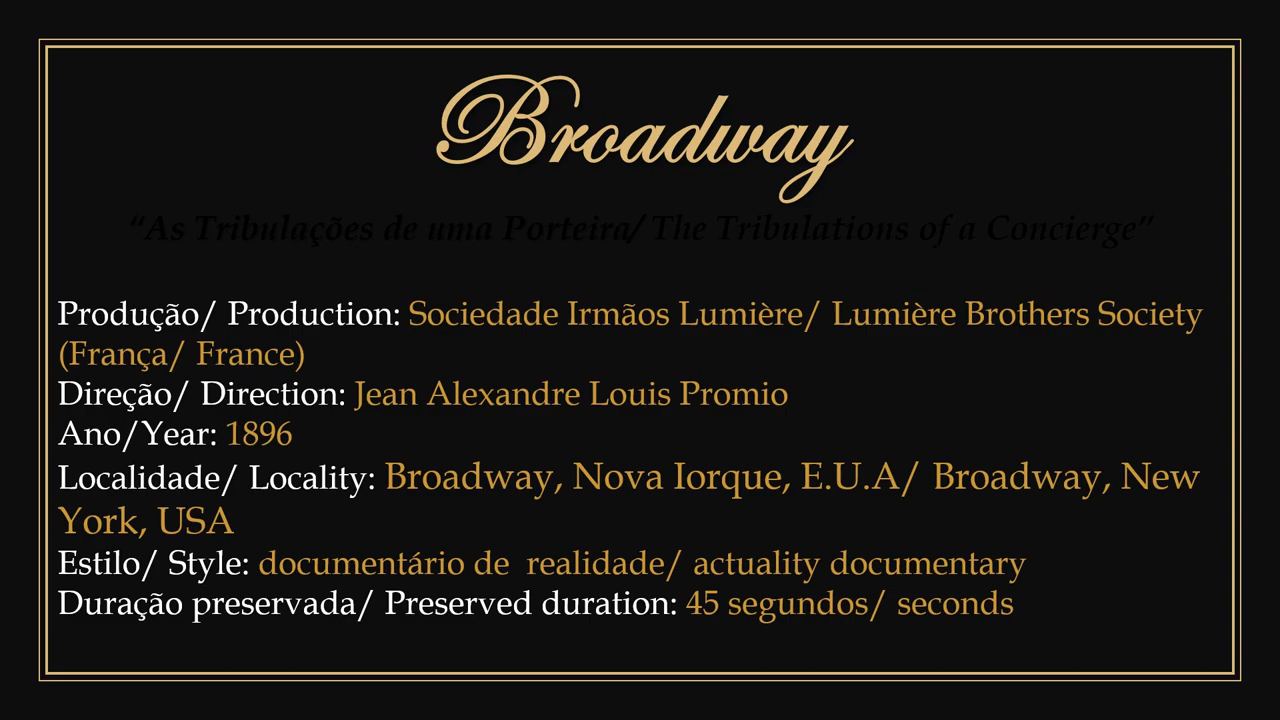 Broadway
“As Tribulações de uma Porteira/ The Tribulations of a Concierge”
Produção/ Production: Sociedade Irmãos Lumière/ Lumière Brothers Society
(França/ France)
Direção/ Direction: Jean Alexandre Louis Promio
Ano/Year: 1896
Localidade/ Locality: Broadway, Nova Iorque, E.U.A/ Broadway, New
York, USA
Estilo/ Style: documentário de  realidade/ actuality documentary
Duração preservada/ Preserved duration: 45 segundos/ seconds